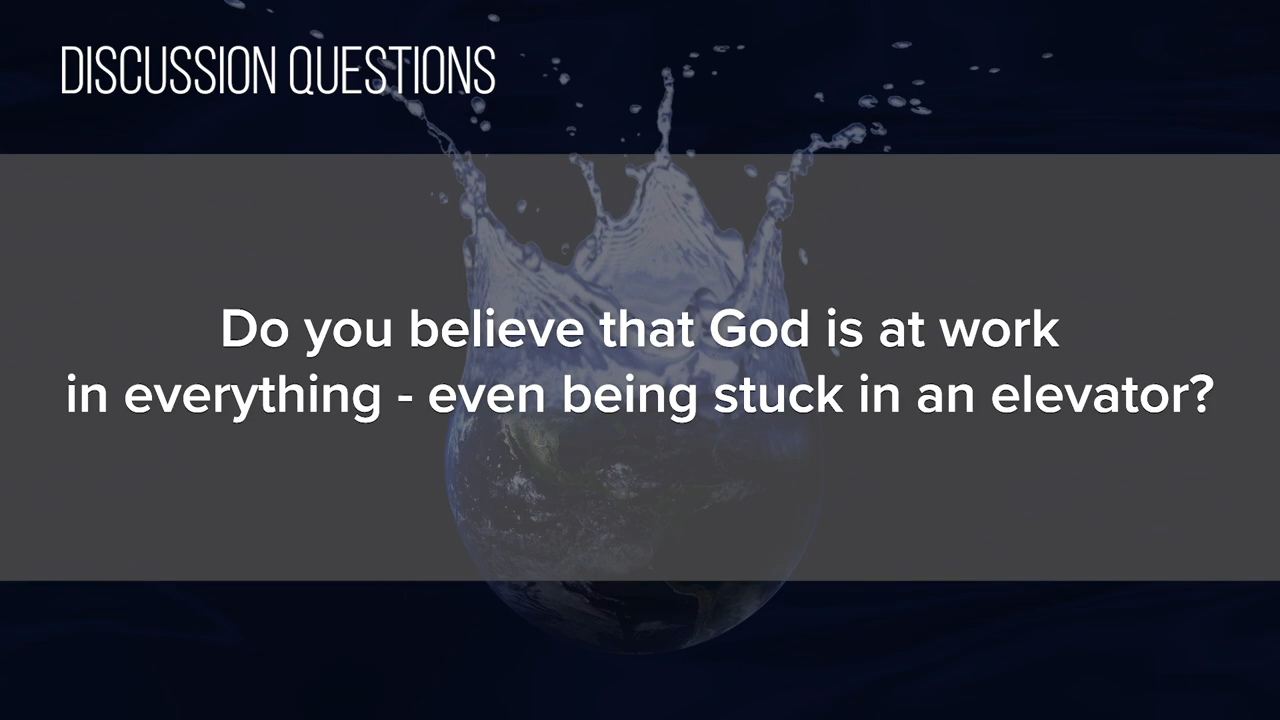 DISCUSSION QUESTIONS
Do you believe that God is at work
in everything - even being stuck in an elevator?